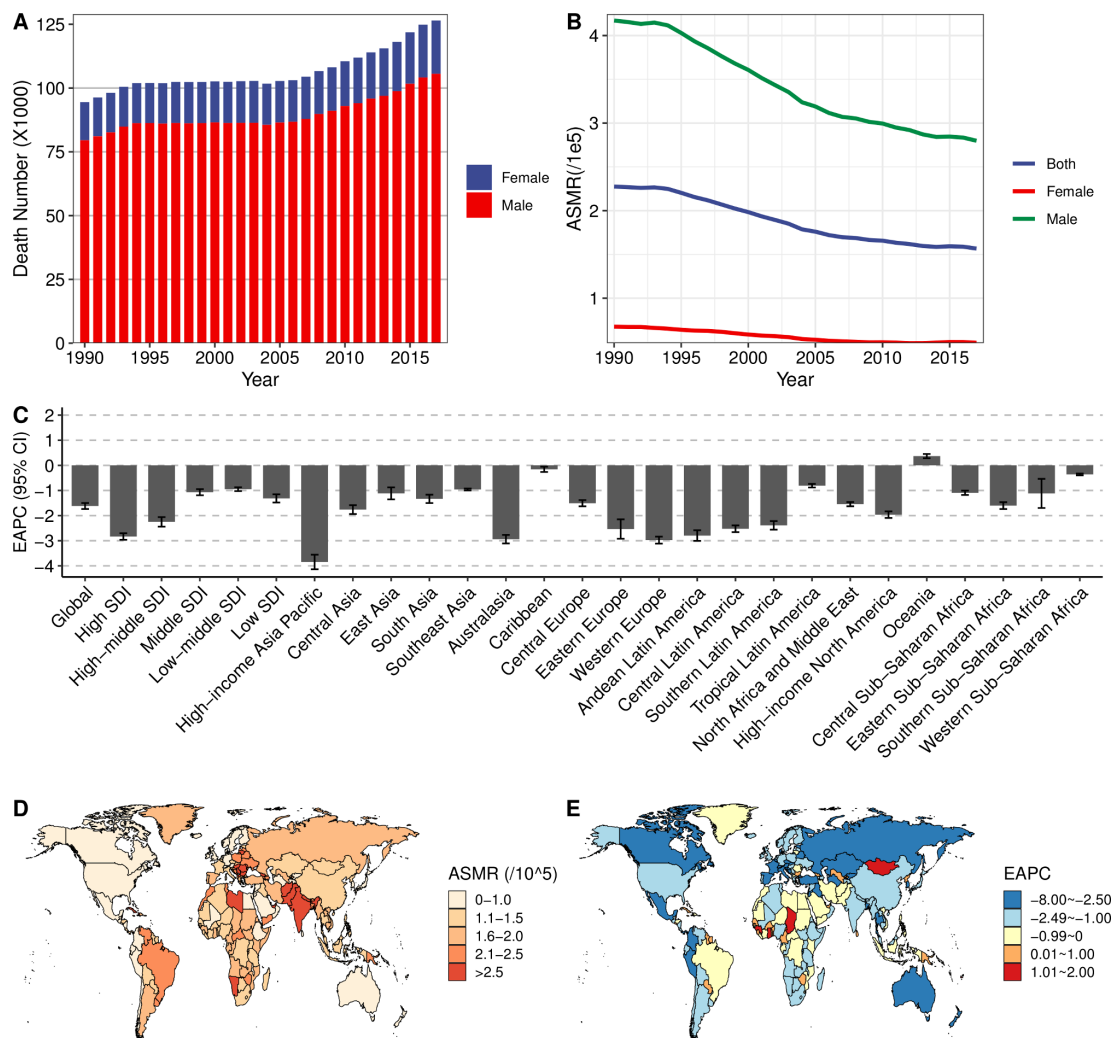 A
Death Number (X1000)
125
100
75
50
25
0
1990 1995 2000 2005 2010 2015
Year
Female
Male
B
ASMR(/1e5)
4
3
2
1
1990 1995 2000 2005 2010 2015
Year
Both
Female
Male
C
EAPC (95% CI)
2
1
0
−1
−2
−3
−4
Global
High SDI
High−middle SDI
Middle SDI
Low−middle SDI
Low SDI
High−income Asia Pacific
Central Asia
East Asia
South Asia
Southeast Asia
Australasia
Caribbean
Central Europe
Eastern Europe
Western Europe
Andean Latin America
Central Latin America
Southern Latin America
Tropical Latin America
North Africa and Middle East
High−income North America
Oceania
Central Sub−Saharan Africa
Eastern Sub−Saharan Africa
Southern Sub−Saharan Africa
Western Sub−Saharan Africa
D
ASMR (/10^5)
0−1.0
1.1−1.5
1.6−2.0
2.1−2.5
>2.5
E
EAPC
−8.00~−2.50
−2.49~−1.00
−0.99~0
0.01~1.00
1.01~2.00